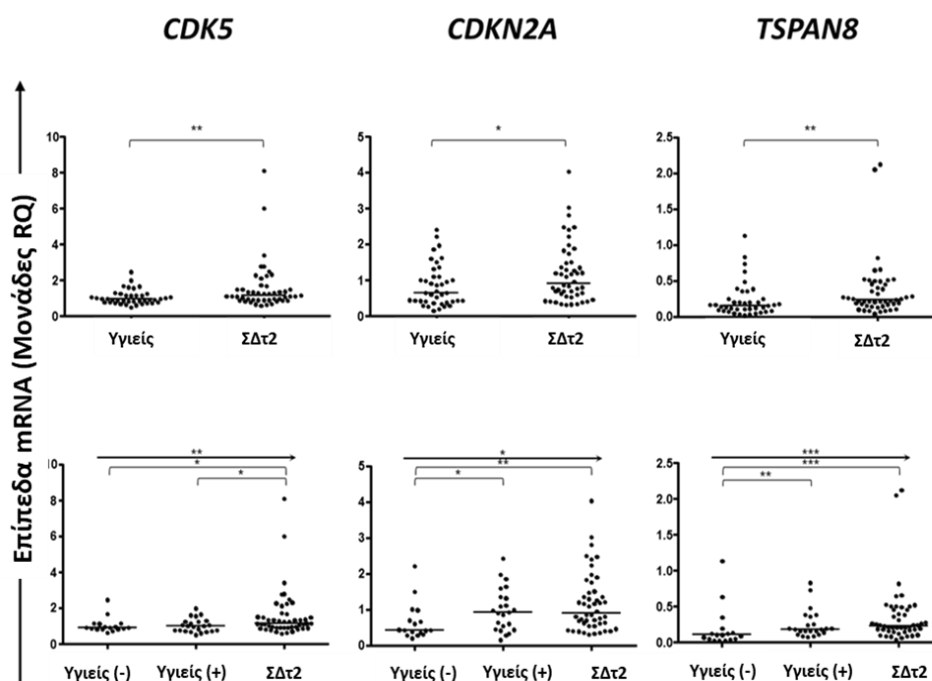 CDK5 CDKN2A TSPAN8
Επίπεδα mRNA (Μονάδες RQ)
** * **
10 5 2.5
8 4 2.0
6 3 1.5
4 2 1.0
2 1 0.5
0 0 0.0
Υγιείς ΣΔτ2 Υγιείς ΣΔτ2 Υγιείς ΣΔτ2
** * ***
* ** ***
* * **
10 5 2.5
8 4 2.0
6 3 1.5
4 2 1.0
2 1 0.5
0 0 0.0
Υγιείς (-) Υγιείς (+) ΣΔτ2 Υγιείς (-) Υγιείς (+) ΣΔτ2 Υγιείς (-) Υγιείς (+) ΣΔτ2